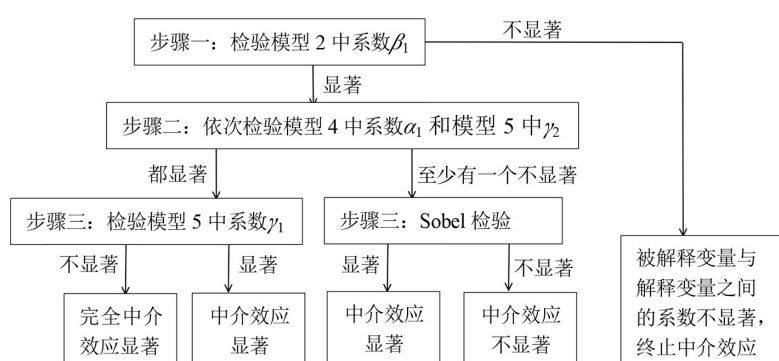 步骤一：检验模型 2 中系数β₁
不显著
显著
步骤二：依次检验模型 4 中系数α₁ 和模型 5 中γ₂
都显著
至少有一个不显著
步骤三：检验模型 5 中系数γ₁
步骤三：Sobel 检验
不显著
显著
显著
不显著
完全中介
效应显著
中介效应
显著
中介效应
显著
中介效应
不显著
被解释变量与
解释变量之间
的系数不显著，
终止中介效应